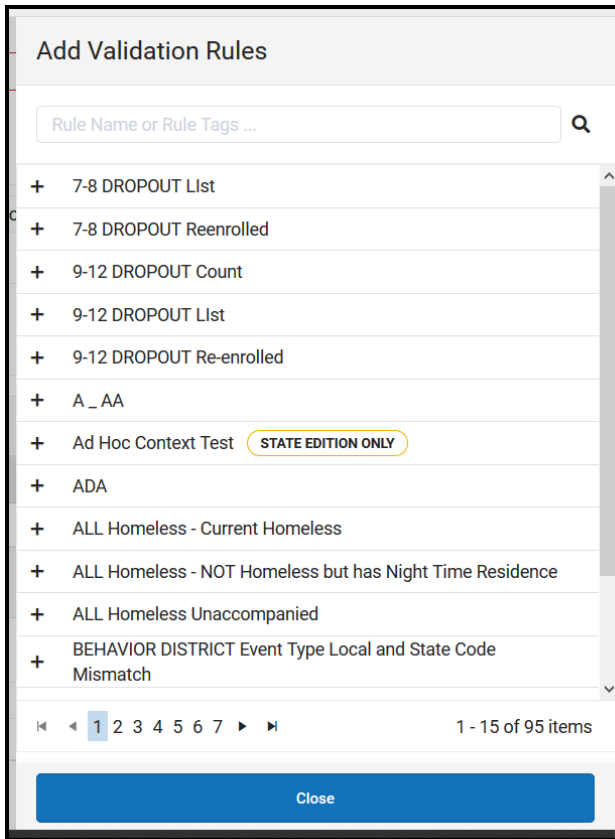 Add Validation Rules
Rule Name or Rule Tags ...
+ 7-8 DROPOUT LIst
+ 7-8 DROPOUT Reenrolled
+ 9-12 DROPOUT Count
+ 9-12 DROPOUT LIst
+ 9-12 DROPOUT Re-enrolled
+ A _ AA
+ Ad Hoc Context Test STATE EDITION ONLY
+ ADA
+ ALL Homeless - Current Homeless
+ ALL Homeless - NOT Homeless but has Night Time Residence
+ ALL Homeless Unaccompanied
+ BEHAVIOR DISTRICT Event Type Local and State Code
Mismatch
1 2 3 4 5 6 7 1 - 15 of 95 items
Close